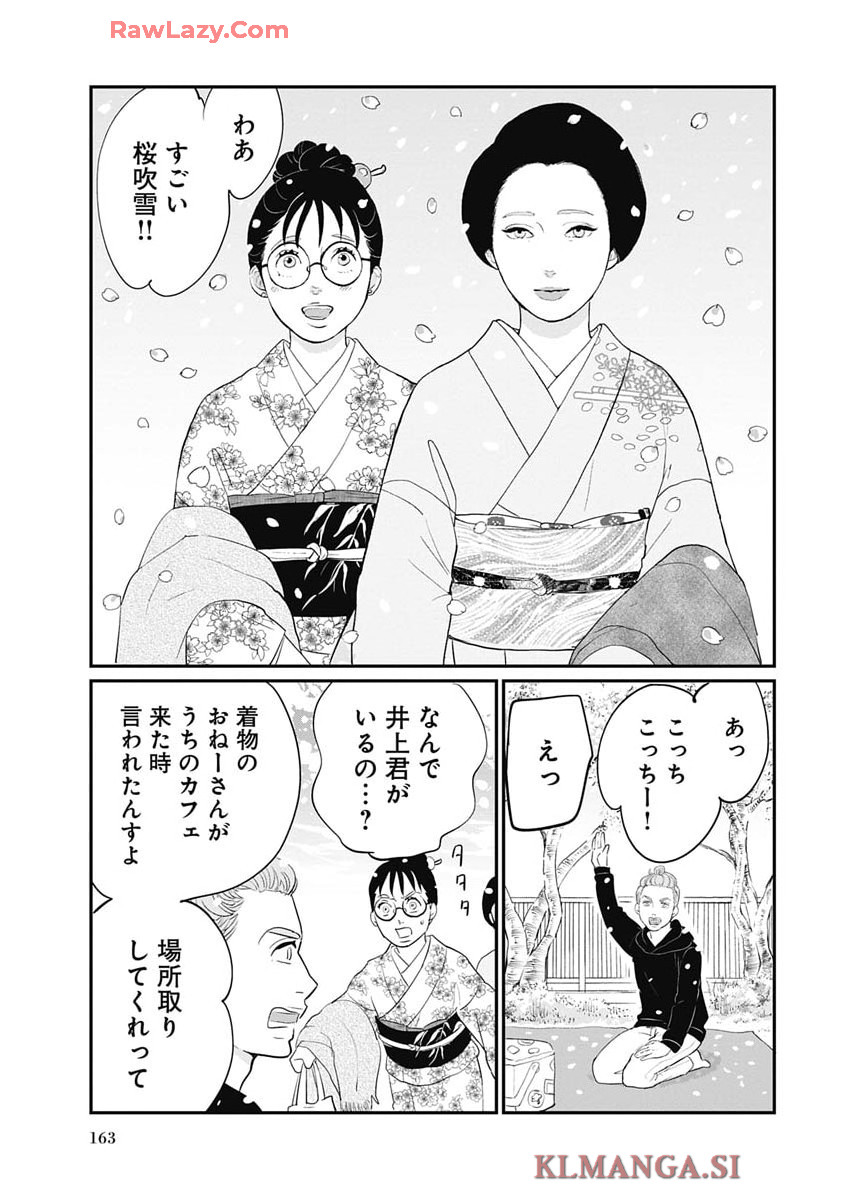 RawLazy.Com
わあ
すごい
桜吹雪!!
あっ
こっち
こっちー!
えっ
なんで
井上君が
いるの…?
タタタ
着物の
おねーさんが
うちのカフェ
来た時
言われたんすよ
場所取り
してくれって
163
KLMANGA.SI